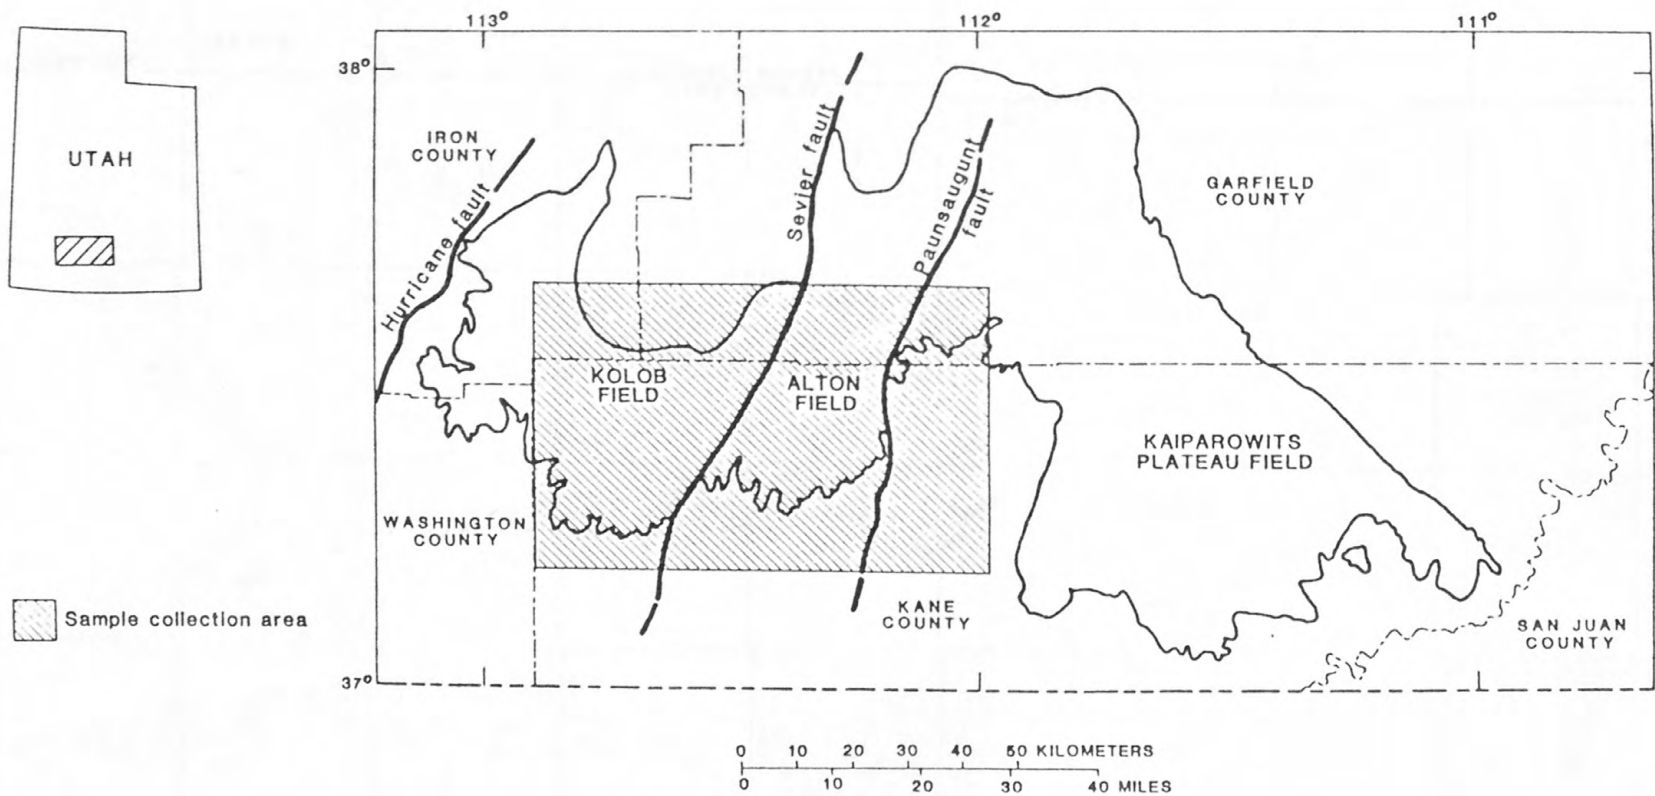 113°
112°
111°
38°
37°
UTAH
IRON
COUNTY
Hurricane fault
Sevier fault
Paunsaugunt
fault
GARFIELD
COUNTY
KOLOB
FIELD
ALTON
FIELD
KAIPAROWITS
PLATEAU FIELD
WASHINGTON
COUNTY
KANE
COUNTY
SAN JUAN
COUNTY
Sample collection area
0 10 20 30 40 50 KILOMETERS
0 10 20 30 40 MILES